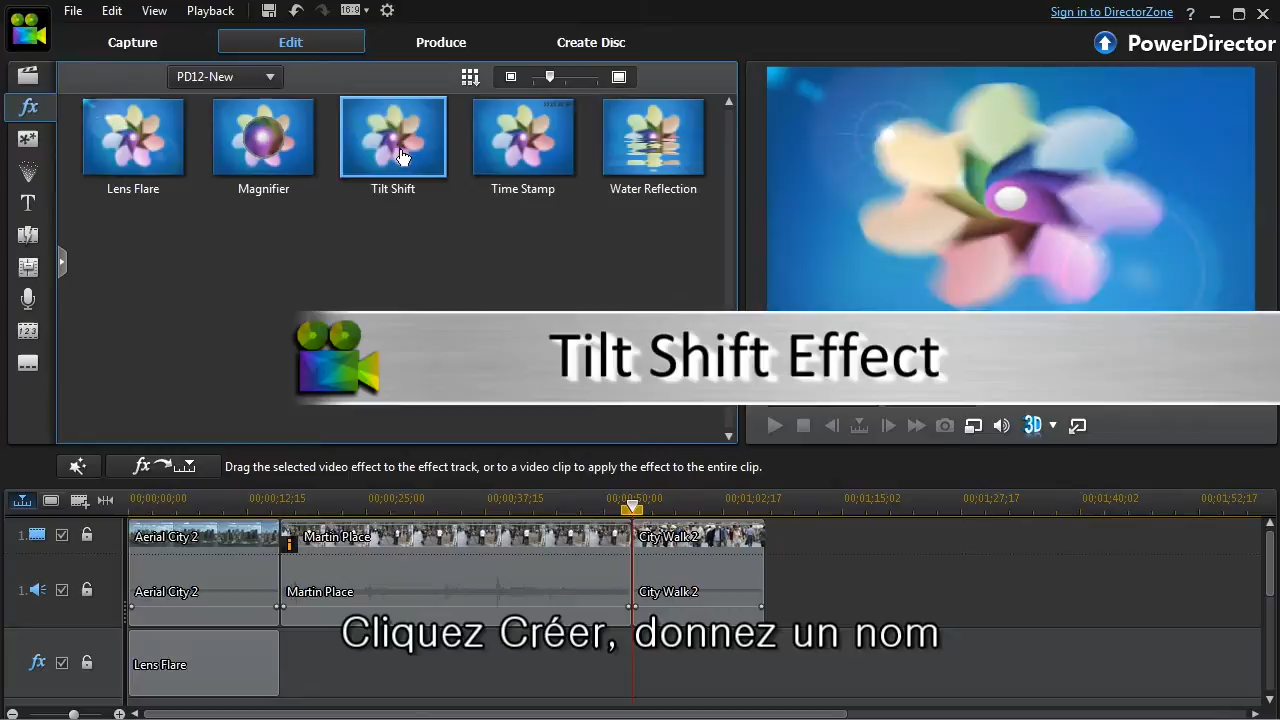 File Edit View Playback 16:9 Sign in to DirectorZone ?
Capture Edit Produce Create Disc PowerDirector
PD12-New
fx
Lens Flare Magnifier Tilt Shift Time Stamp Water Reflection
T
Tilt Shift Effect
3D
fx Drag the selected video effect to the effect track, or to a video clip to apply the effect to the entire clip.
00;00;00;00 00;00;12;15 00;00;25;00 00;00;37;15 00;00;50;00 00;01;02;17 00;01;15;02 00;01;27;17 00;01;40;02 00;01;52;17
1. Aerial City 2 Martin Place City Walk 2
1. Aerial City 2 Martin Place City Walk 2
Cliquez Créer, donnez un nom
fx Lens Flare